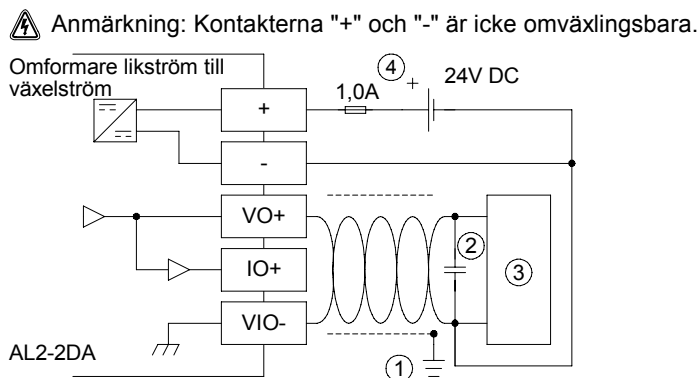 Anmärkning: Kontakterna "+" och "-" är icke omväxlingsbara.
Omformare likström till
växelström
④
+
24V DC
1,0A
+
-
VO+
IO+
VIO-
②
③
①
AL2-2DA